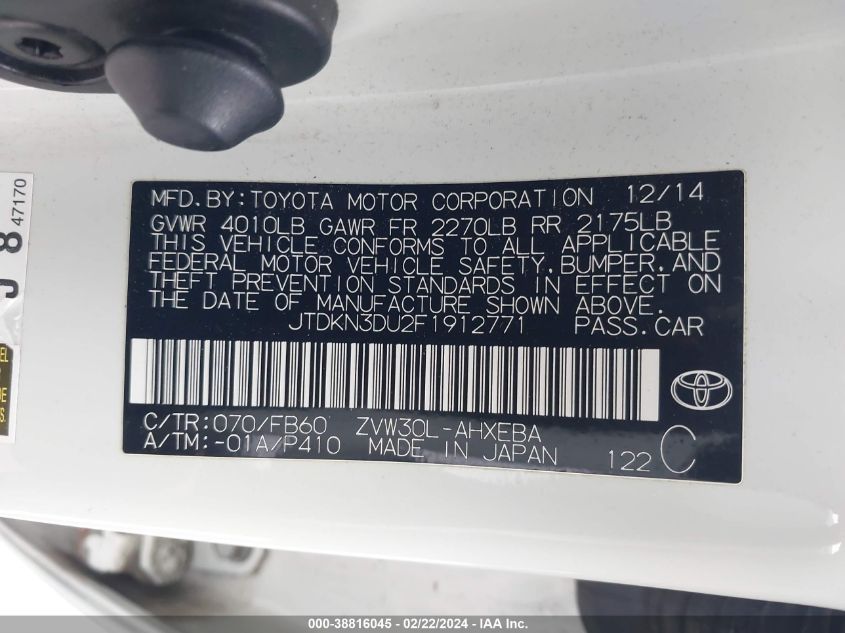 MFD.BY:TOYOTA MOTOR CORPORATION 12/14
GVWR 4010LB GAWR FR 2270LB RR 2175LB
THIS VEHICLE CONFORMS TO ALL APPLICABLE
FEDERAL MOTOR VEHICLE SAFETY,BUMPER,AND
THEFT PREVENTION STANDARDS IN EFFECT ON
THE DATE OF MANUFACTURE SHOWN ABOVE.
JTDKN3DU2F1912771 PASS.CAR
C/TR:070/FB60 ZVW30L-AHXEBA
A/TM:-01A/P410 MADE IN JAPAN 122 C
8 47170
000-38816045 - 02/22/2024 - IAA Inc.